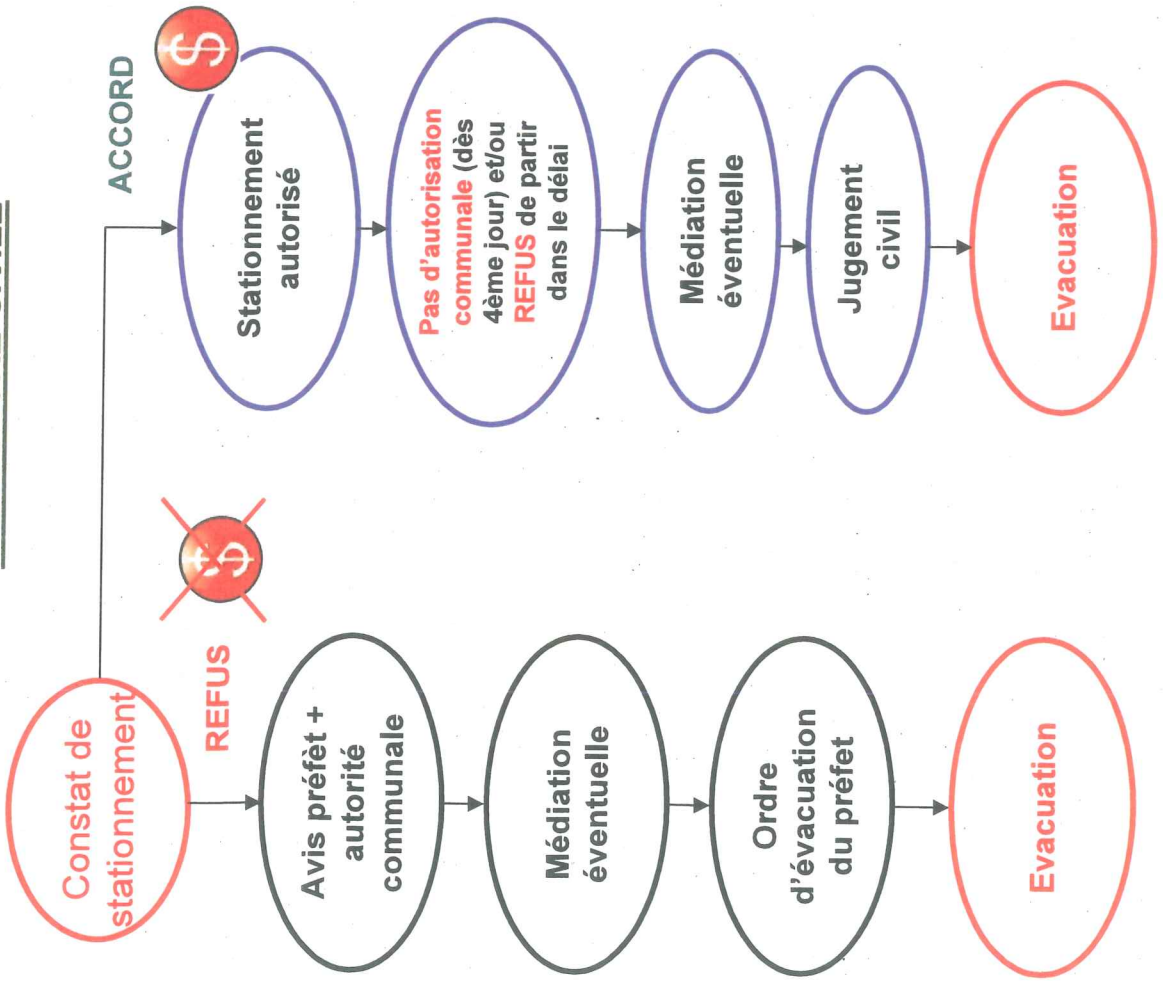 Constat de
stationnement
REFUS
$
Avis préfèt +
autorité
communale
Médiation
éventuelle
Ordre
d'évacuation
du préfet
Evacuation
ACCORD
$
Stationnement
autorisé
Pas d'autorisation
communale (dès
4ème jour) et/ou
REFUS de partir
dans le délai
Médiation
éventuelle
Jugement
civil
Evacuation